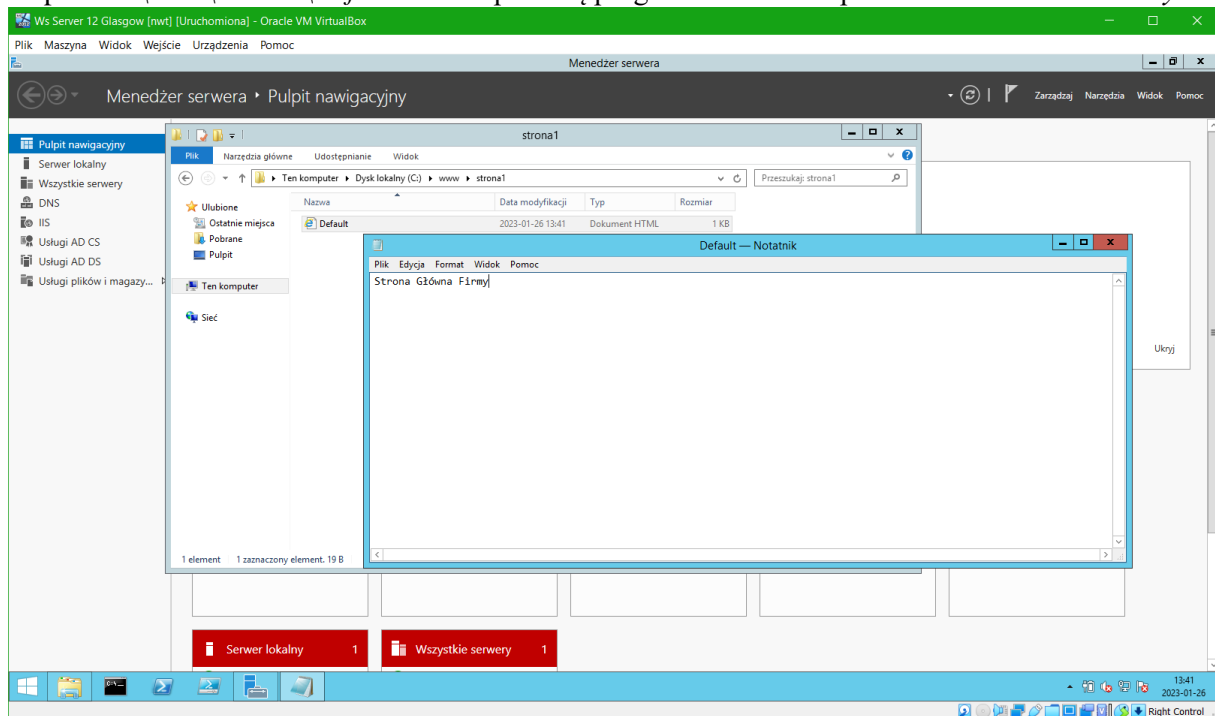 Ws Server 12 Glasgow [nwt] [Uruchomiona] - Oracle VM VirtualBox
Plik Maszyna Widok Wejście Urządzenia Pomoc
Menedżer serwera
Menedżer serwera Pulpit nawigacyjny
Zarządzaj Narzędzia Widok Pomoc
Pulpit nawigacyjny
Serwer lokalny
Wszystkie serwery
DNS
IIS
Usługi AD CS
Usługi AD DS
Usługi plików i magazy...
strona1
Plik Narzędzia główne Udostępnianie Widok
Ten komputer Dysk lokalny (C:) www strona1
Przeszukaj: strona1
Nazwa Data modyfikacji Typ Rozmiar
Default 2023-01-26 13:41 Dokument HTML 1 KB
Ulubione
Ostatnie miejsca
Pobrane
Pulpit
Ten komputer
Sieć
1 element 1 zaznaczony element. 19 B
Default — Notatnik
Plik Edycja Format Widok Pomoc
Strona Główna Firmy
Ukryj
Serwer lokalny 1
Wszystkie serwery 1
13:41
2023-01-26
Right Control